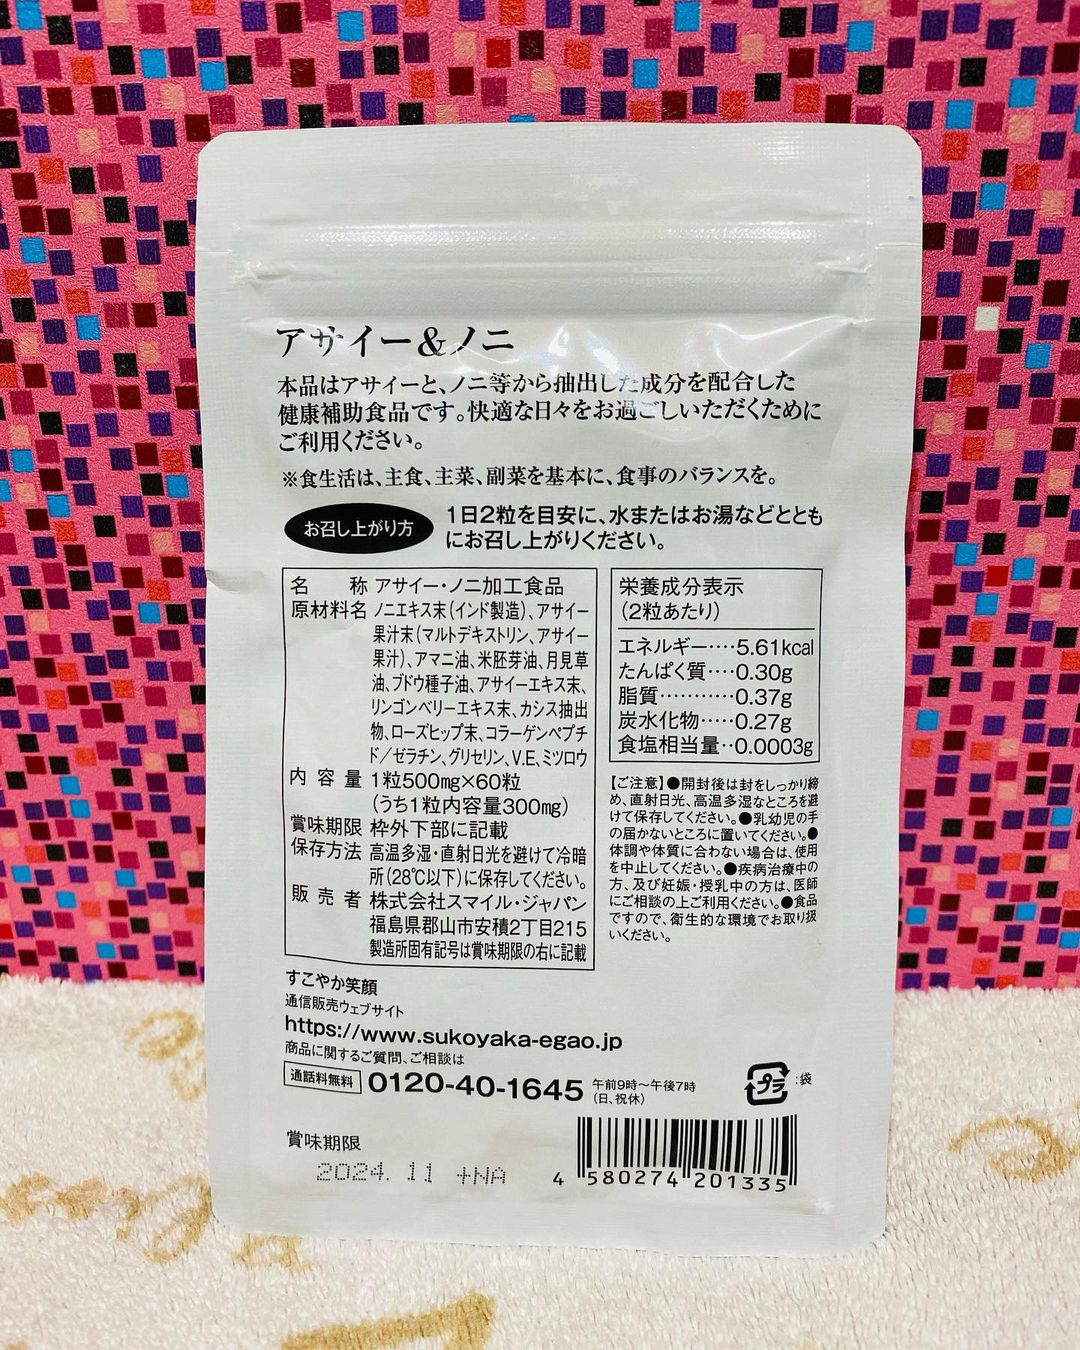 アサイー&ノニ
本品はアサイーと、ノニ等から抽出した成分を配合した
健康補助食品です。快適な日々をお過ごしいただくために
ご利用ください。
※食生活は、主食、主菜、副菜を基本に、食事のバランスを。
お召し上がり方
1日2粒を目安に、水またはお湯などととも
にお召し上がりください。
名 称 アサイー・ノニ加工食品
原材料名 ノニエキス末(インド製造)、アサイー
果汁末(マルトデキストリン、アサイー
果汁)、アマニ油、米胚芽油、月見草
油、ブドウ種子油、アサイーエキス末、
リンゴンベリーエキス末、カシス抽出
物、ローズヒップ末、コラーゲンペプチ
ド/ゼラチン、グリセリン、V.E、ミツロウ
内 容 量 1粒500mg×60粒
(うち1粒内容量300mg)
賞味期限 枠外下部に記載
保存方法 高温多湿・直射日光を避けて冷暗
所(28℃以下)に保存してください。
販 売 者 株式会社スマイル・ジャパン
福島県郡山市安積2丁目215
製造所固有記号は賞味期限の右に記載
栄養成分表示
(2粒あたり)
エネルギー････5.61kcal
たんぱく質････0.30g
脂質･･･････････0.37g
炭水化物･････0.27g
食塩相当量･･0.0003g
【ご注意】●開封後は封をしっかり締
め、直射日光、高温多湿なところを避
けて保存してください。●乳幼児の手
の届かないところに置いてください。●
体調や体質に合わない場合は、使用
を中止してください。●疾病治療中の
方、及び妊娠・授乳中の方は、医師
にご相談の上ご利用ください。●食品
ですので、衛生的な環境でお取り扱
いください。
すこやか笑顔
通信販売ウェブサイト
https://www.sukoyaka-egao.jp
商品に関するご質問、ご相談は
通話料無料 0120-40-1645 午前9時～午後7時
(日、祝休)
プラ :袋
賞味期限
2024. 11 +NA
4 580274 201335